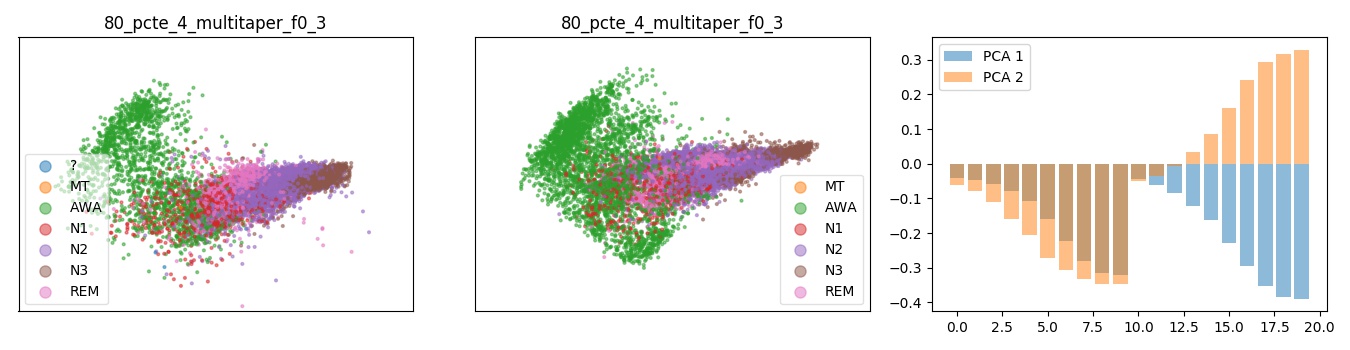 80_pcte_4_multitaper_f0_3
?
MT
AWA
N1
N2
N3
REM
80_pcte_4_multitaper_f0_3
MT
AWA
N1
N2
N3
REM
PCA 1
PCA 2
0.3
0.2
0.1
0.0
−0.1
−0.2
−0.3
−0.4
0.0 2.5 5.0 7.5 10.0 12.5 15.0 17.5 20.0